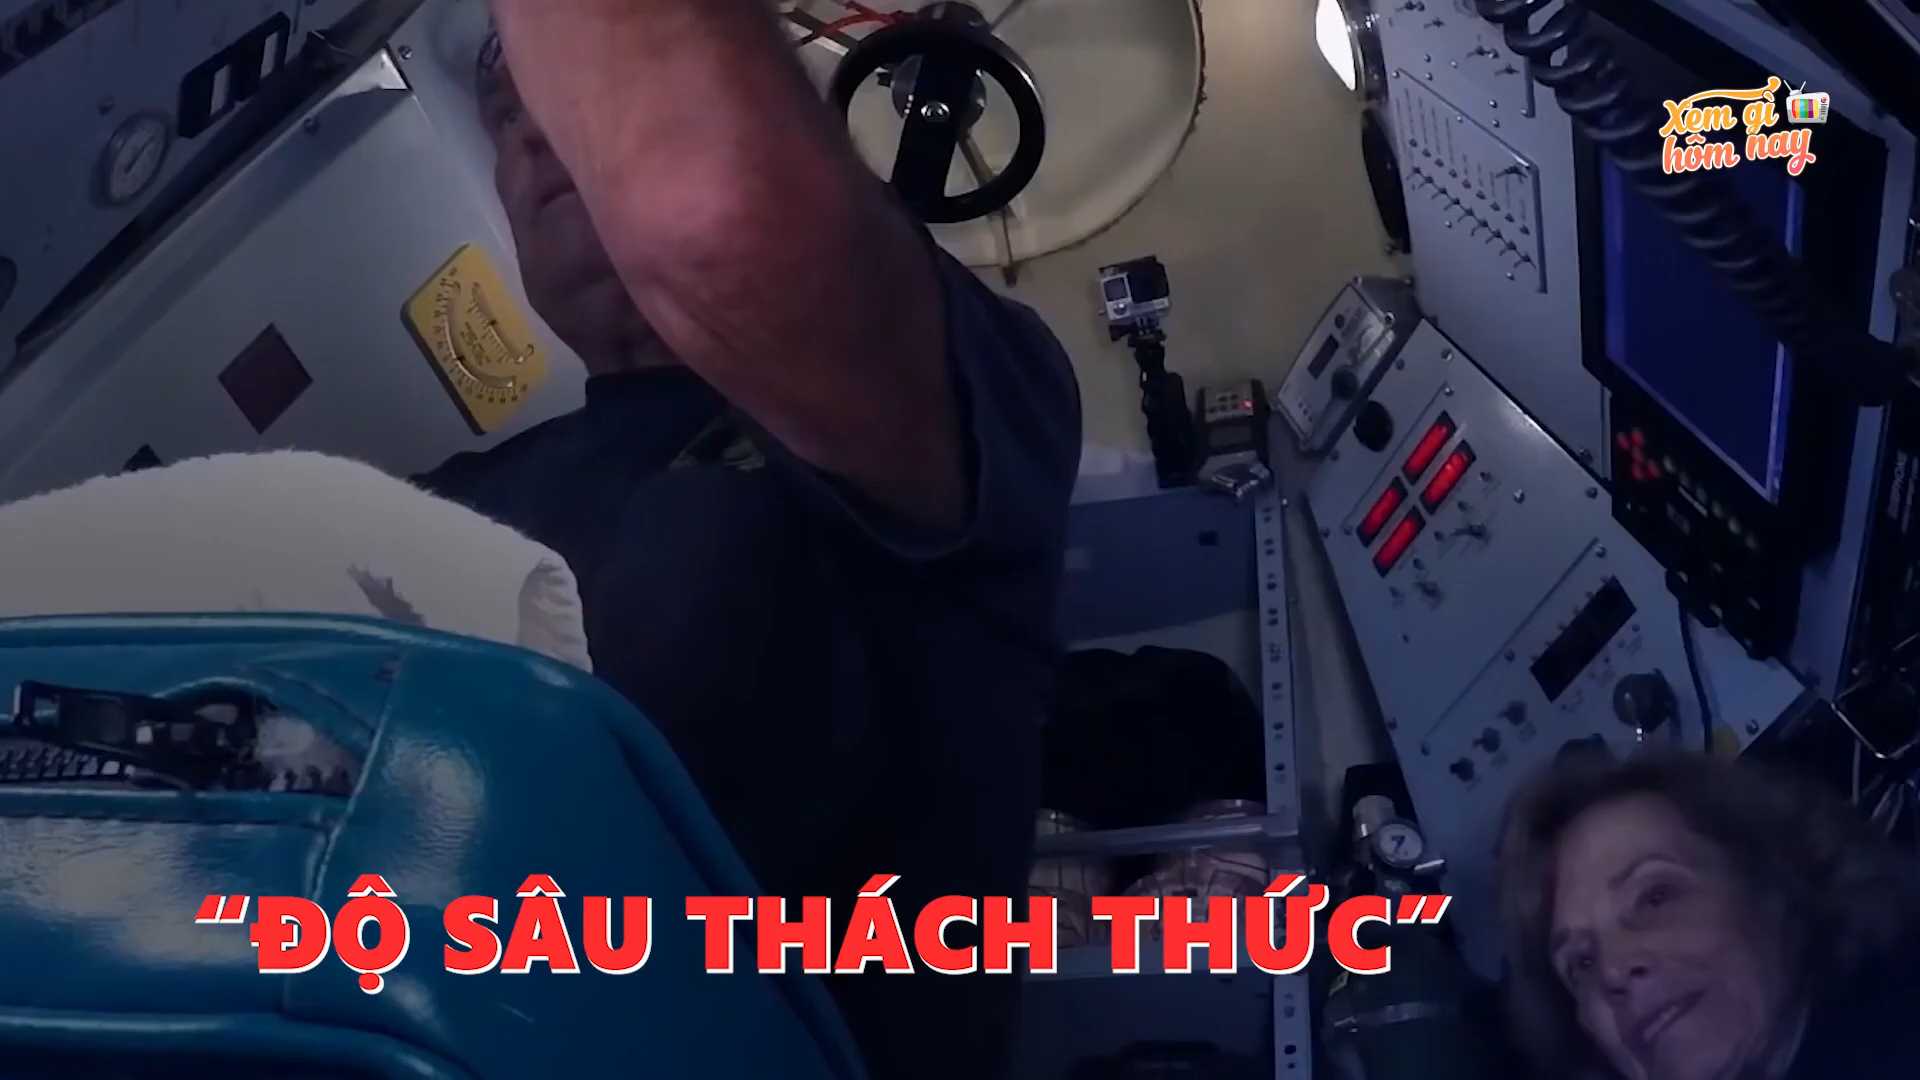 Xem gì
hôm nay
“ĐỘ SÂU THÁCH THỨC”